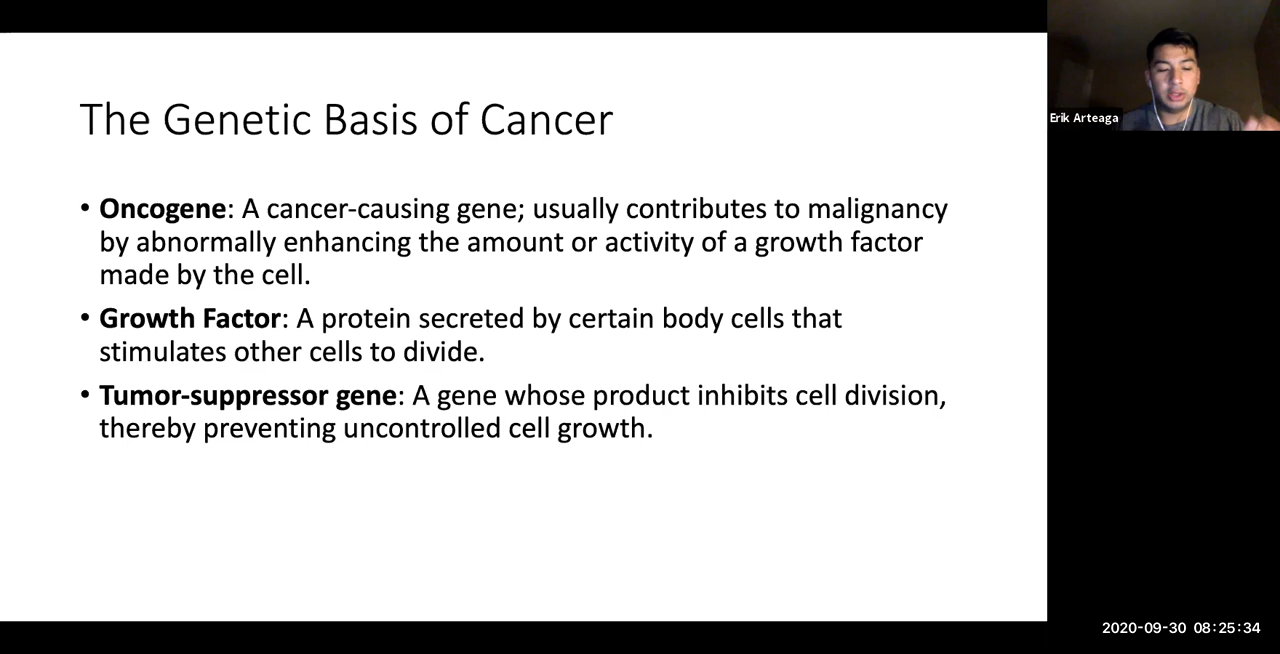 The Genetic Basis of Cancer
• Oncogene: A cancer-causing gene; usually contributes to malignancy
by abnormally enhancing the amount or activity of a growth factor
made by the cell.
• Growth Factor: A protein secreted by certain body cells that
stimulates other cells to divide.
• Tumor-suppressor gene: A gene whose product inhibits cell division,
thereby preventing uncontrolled cell growth.
Erik Arteaga
2020-09-30 08:25:34